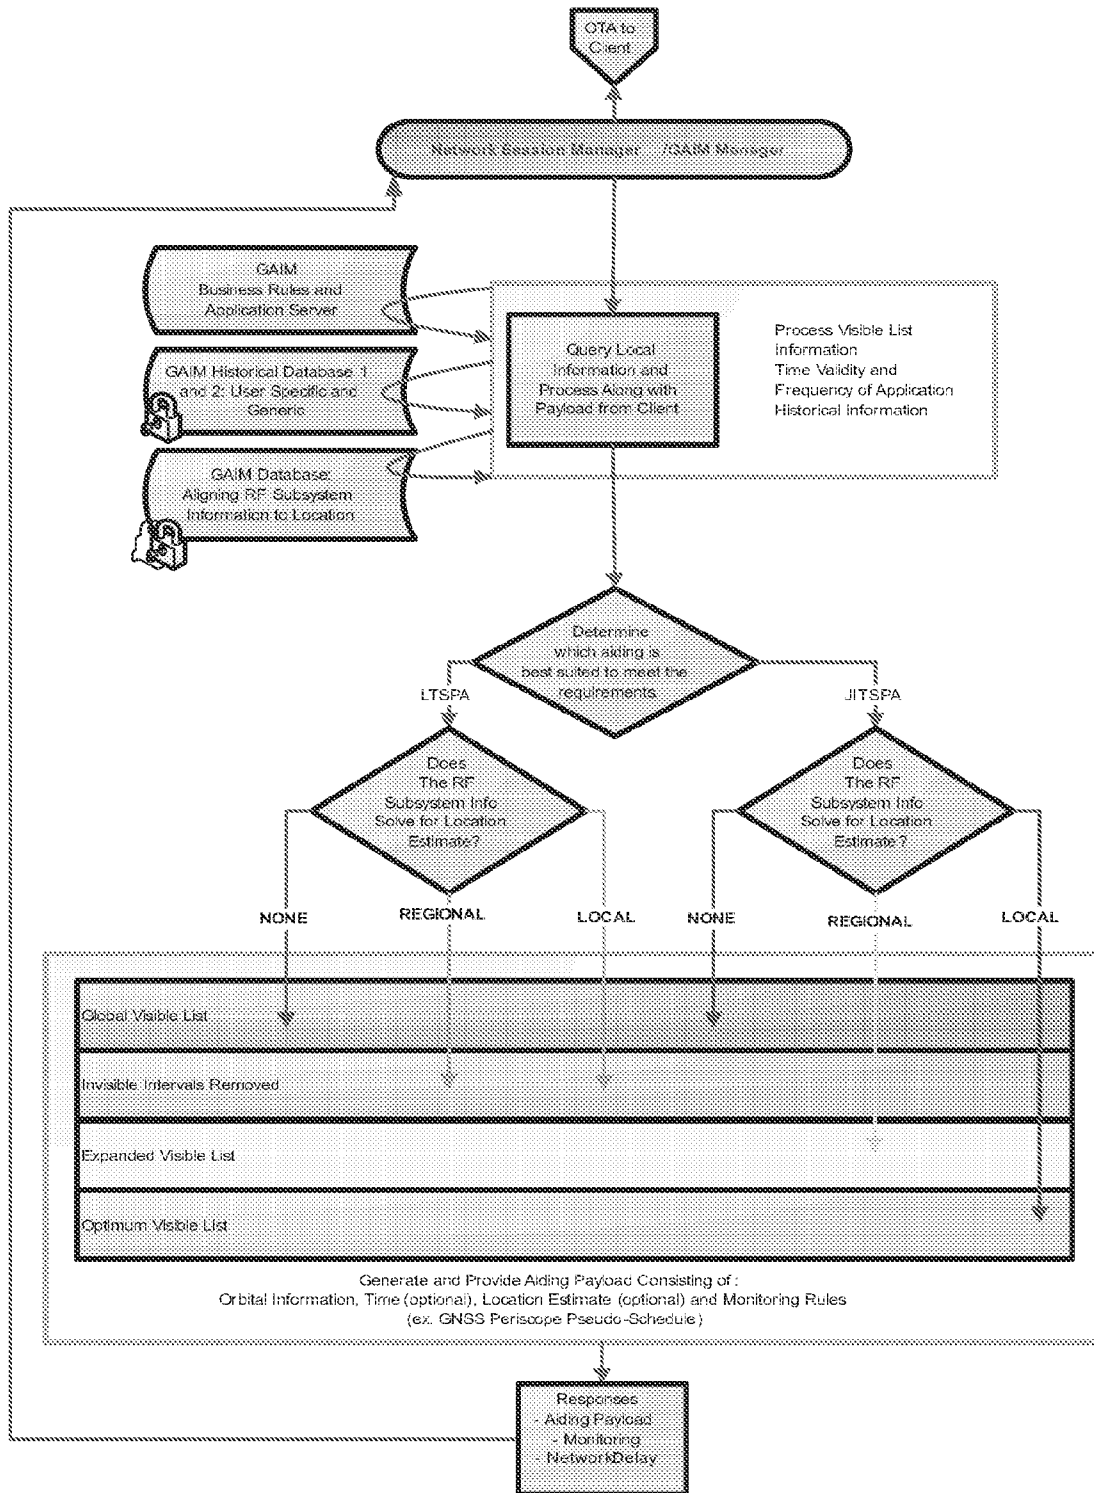 OTA to
Client
Network Session Manager /GAIM Manager
GAIM
Business Rules and
Application Server
GAIM Historical Database 1
and 2: User Specific and
Generic
GAIM Database:
Aligning RF Subsystem
Information to Location
Query Local
Information and
Process Along with
Payload from Client
Process Visible List
Information
Time Validity and
Frequency of Application
Historical Information
Determine
which aiding is
best suited to meet the
requirements
LTSPA
JITSPA
Does
The RF
Subsystem Info
Solve for Location
Estimate?
Does
The RF
Subsystem Info
Solve for Location
Estimate?
NONE
REGIONAL
LOCAL
NONE
REGIONAL
LOCAL
Global Visible List
Invisible Intervals Removed
Expanded Visible List
Optimum Visible List
Generate and Provide Aiding Payload Consisting of:
Orbital Information, Time (optional), Location Estimate (optional) and Monitoring Rules
(ex. GNSS Periscope Pseudo-Schedule)
Responses
- Aiding Payload
- Monitoring
- NetworkDelay